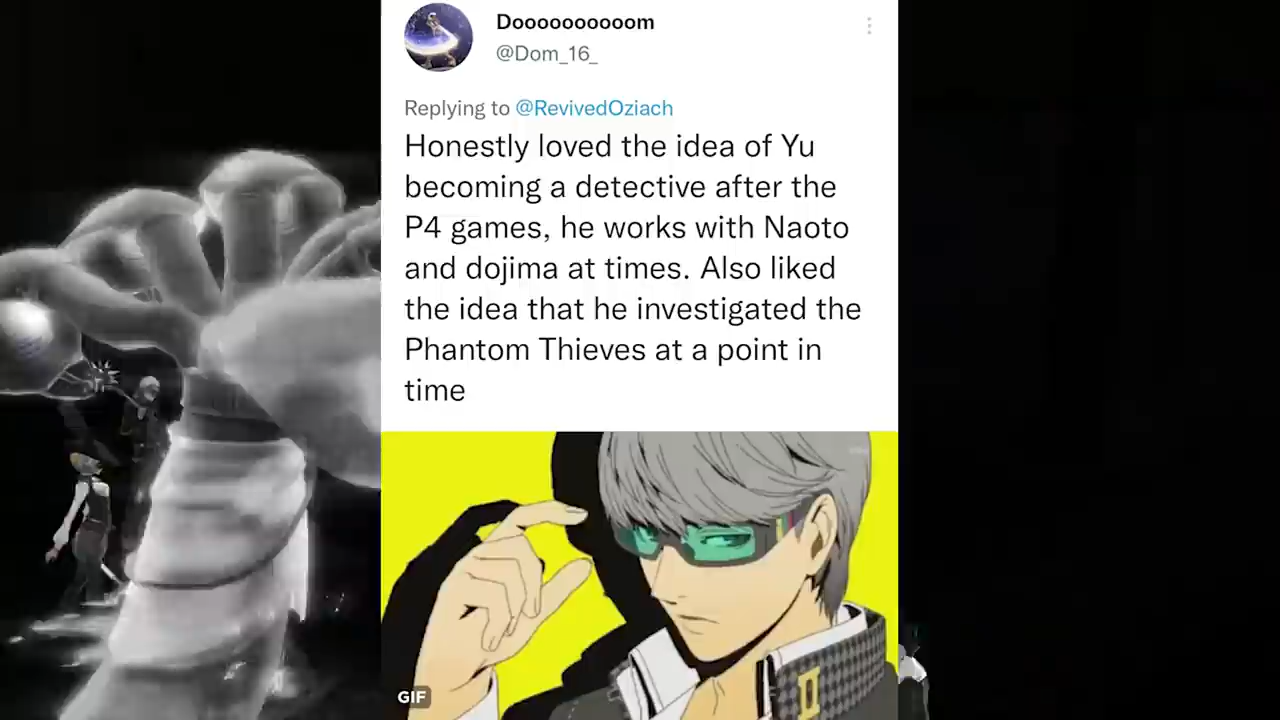 Doooooooooom
@Dom_16_
Replying to @RevivedOziach
Honestly loved the idea of Yu
becoming a detective after the
P4 games, he works with Naoto
and dojima at times. Also liked
the idea that he investigated the
Phantom Thieves at a point in
time
GIF
II